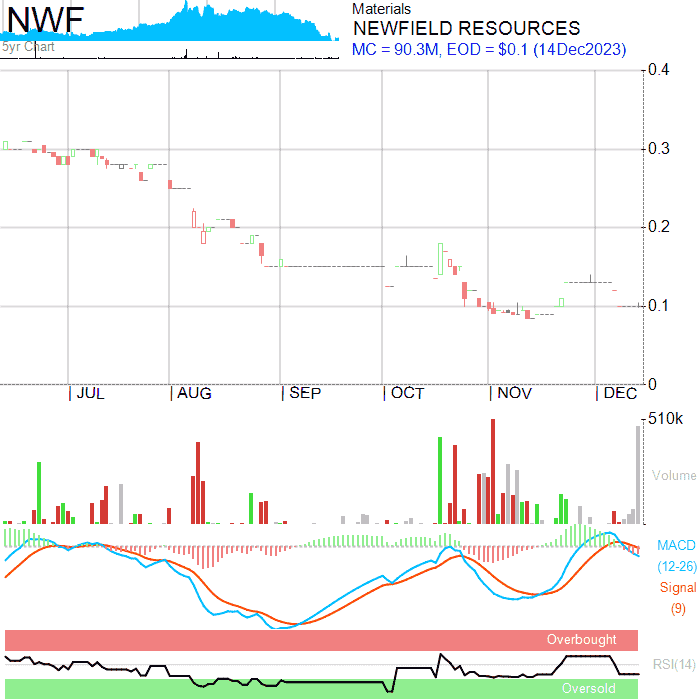 NWF
5yr Chart
Materials
NEWFIELD RESOURCES
MC = 90.3M, EOD = $0.1 (14Dec2023)
0.4
0.3
0.2
0.1
0
JUL AUG SEP OCT NOV DEC
510k
Volume
MACD
(12-26)
Signal
(9)
Overbought
RSI(14)
Oversold